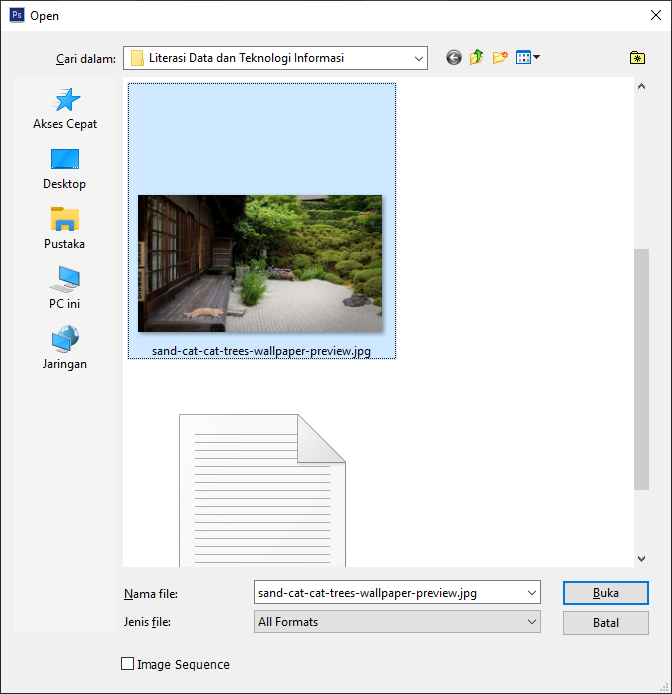 Ps Open
Cari dalam: Literasi Data dan Teknologi Informasi
Akses Cepat
Desktop
Pustaka
PC ini
Jaringan
sand-cat-cat-trees-wallpaper-preview.jpg
Nama file: sand-cat-cat-trees-wallpaper-preview.jpg Buka
Jenis file: All Formats Batal
Image Sequence